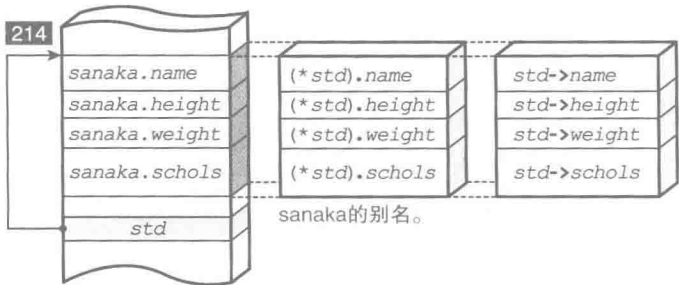 214
sanaka.name
sanaka.height
sanaka.weight
sanaka.schols
std
(*std).name
(*std).height
(*std).weight
(*std).schols
sanaka的别名。
std->name
std->height
std->weight
std->schols